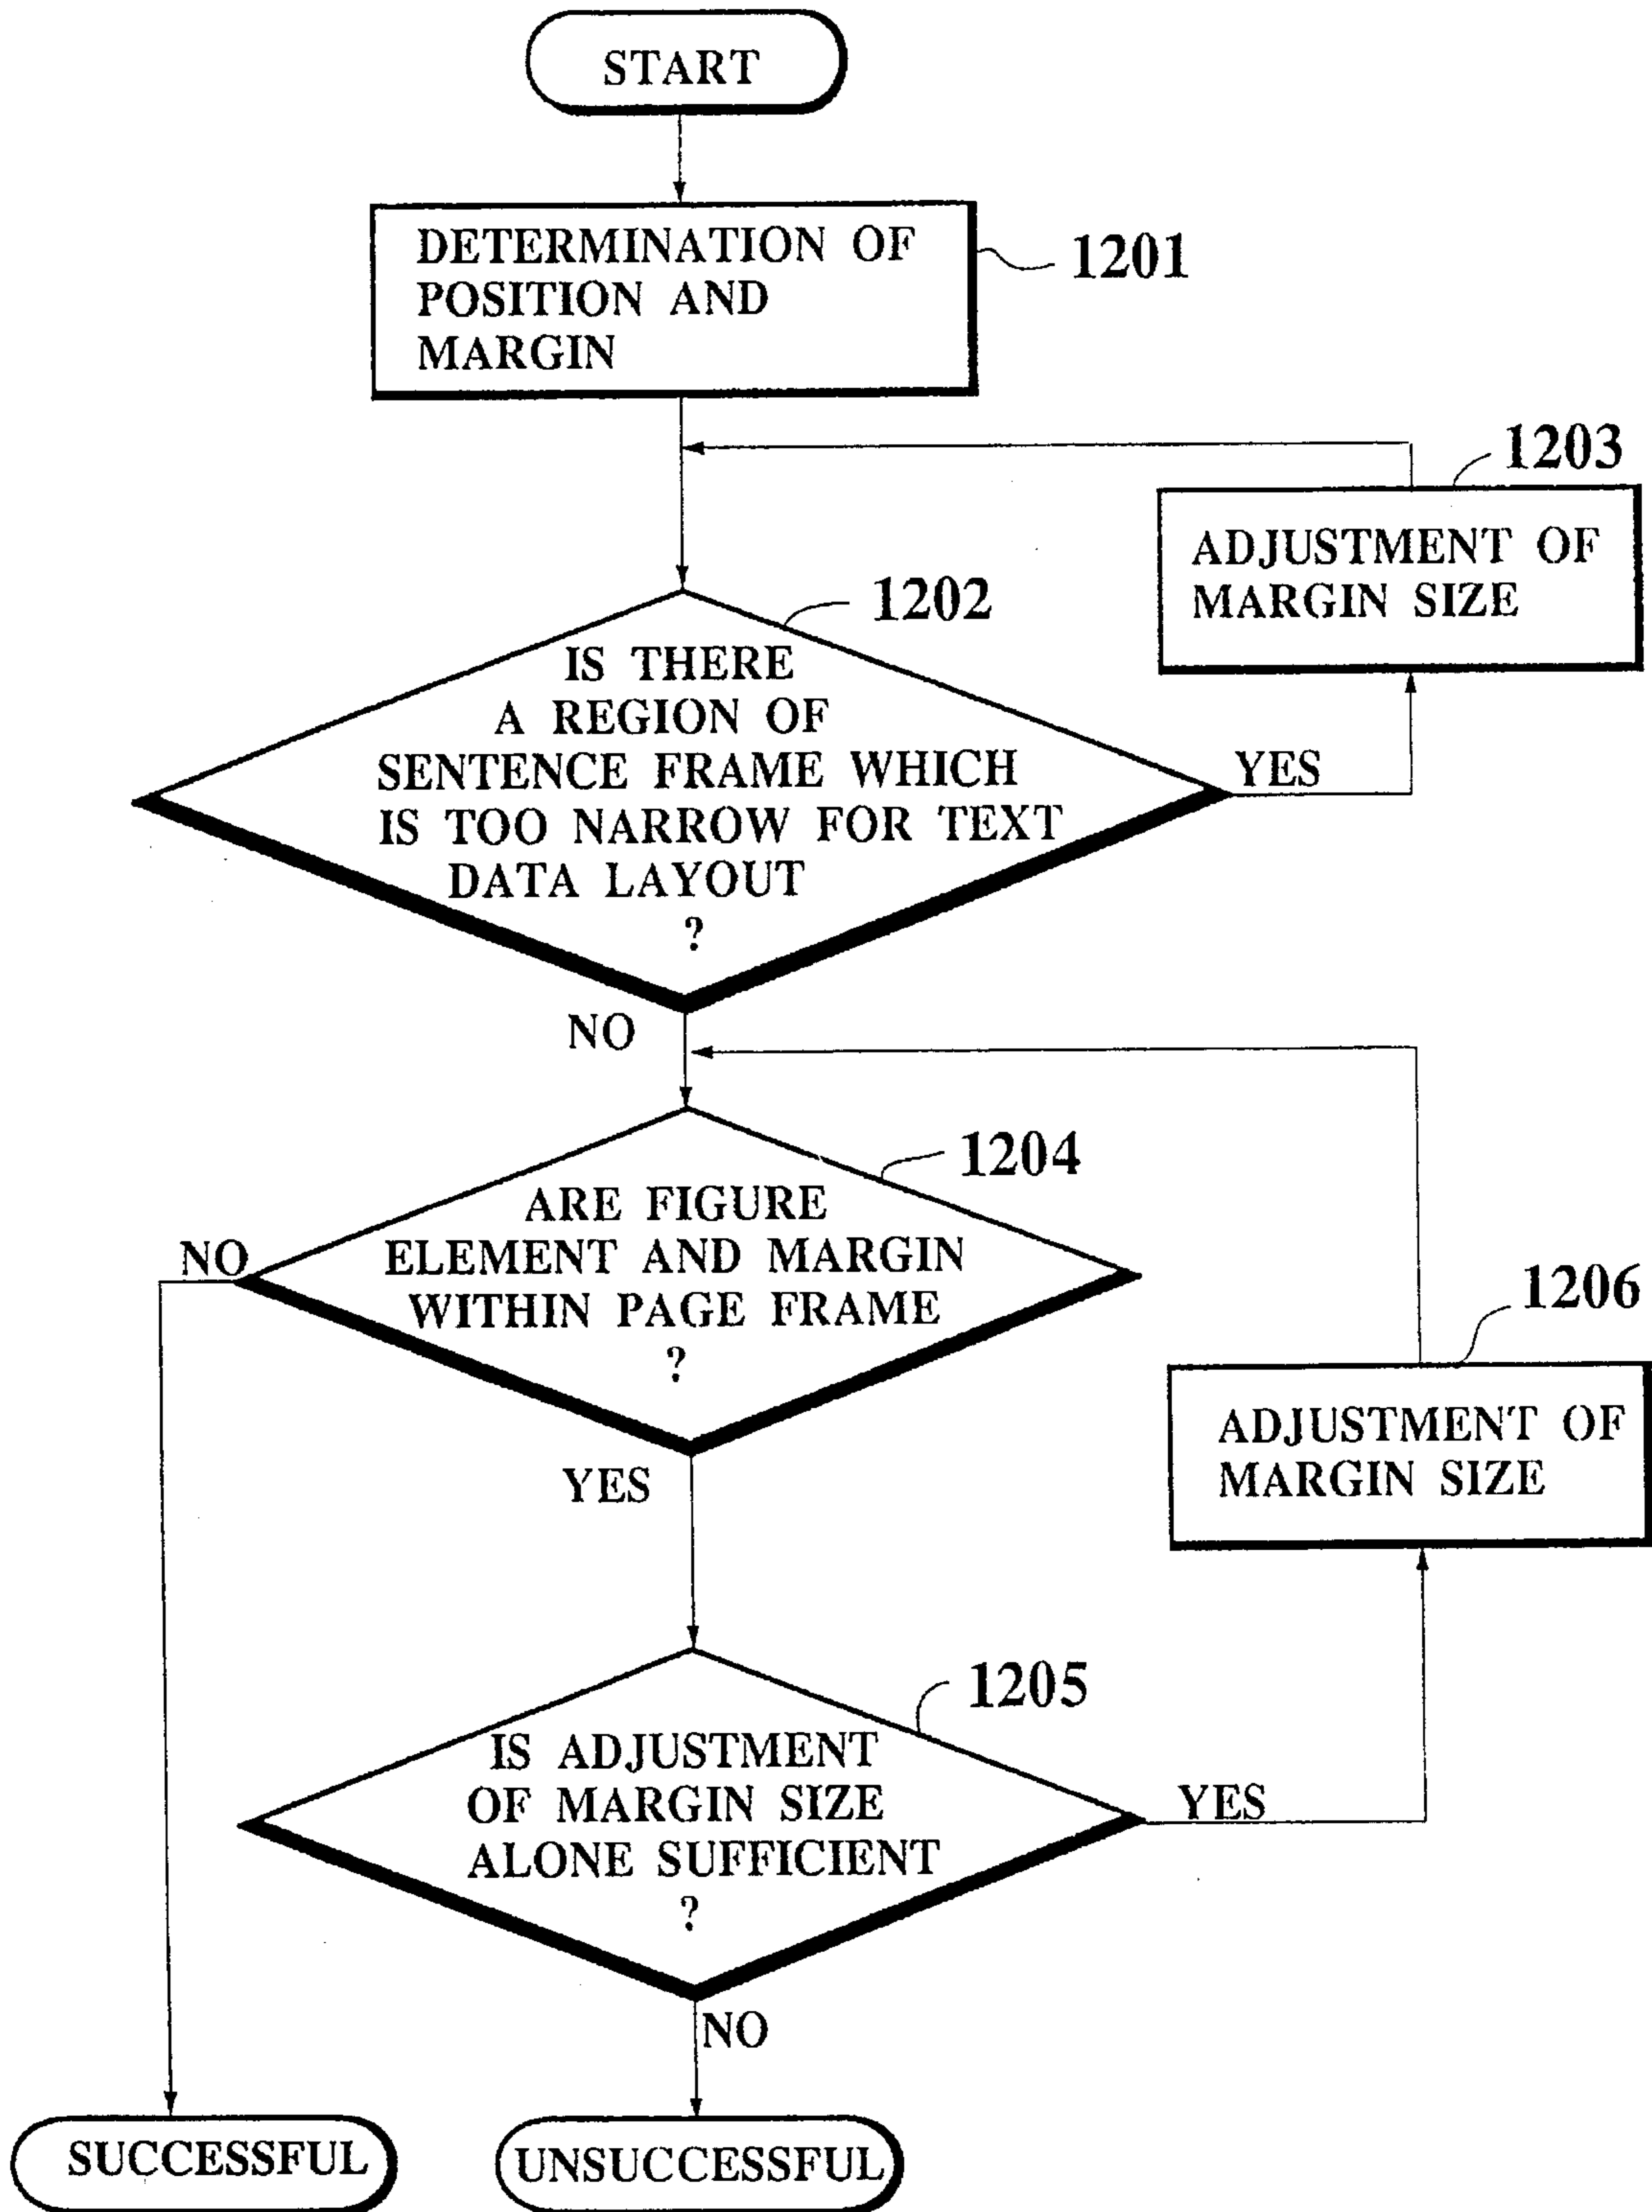 START
DETERMINATION OF
POSITION AND
MARGIN
1201
1203
ADJUSTMENT OF
MARGIN SIZE
1202
IS THERE
A REGION OF
SENTENCE FRAME WHICH
IS TOO NARROW FOR TEXT
DATA LAYOUT
?
YES
NO
1204
ARE FIGURE
ELEMENT AND MARGIN
WITHIN PAGE FRAME
?
NO
YES
1206
ADJUSTMENT OF
MARGIN SIZE
1205
IS ADJUSTMENT
OF MARGIN SIZE
ALONE SUFFICIENT
?
YES
NO
SUCCESSFUL
UNSUCCESSFUL